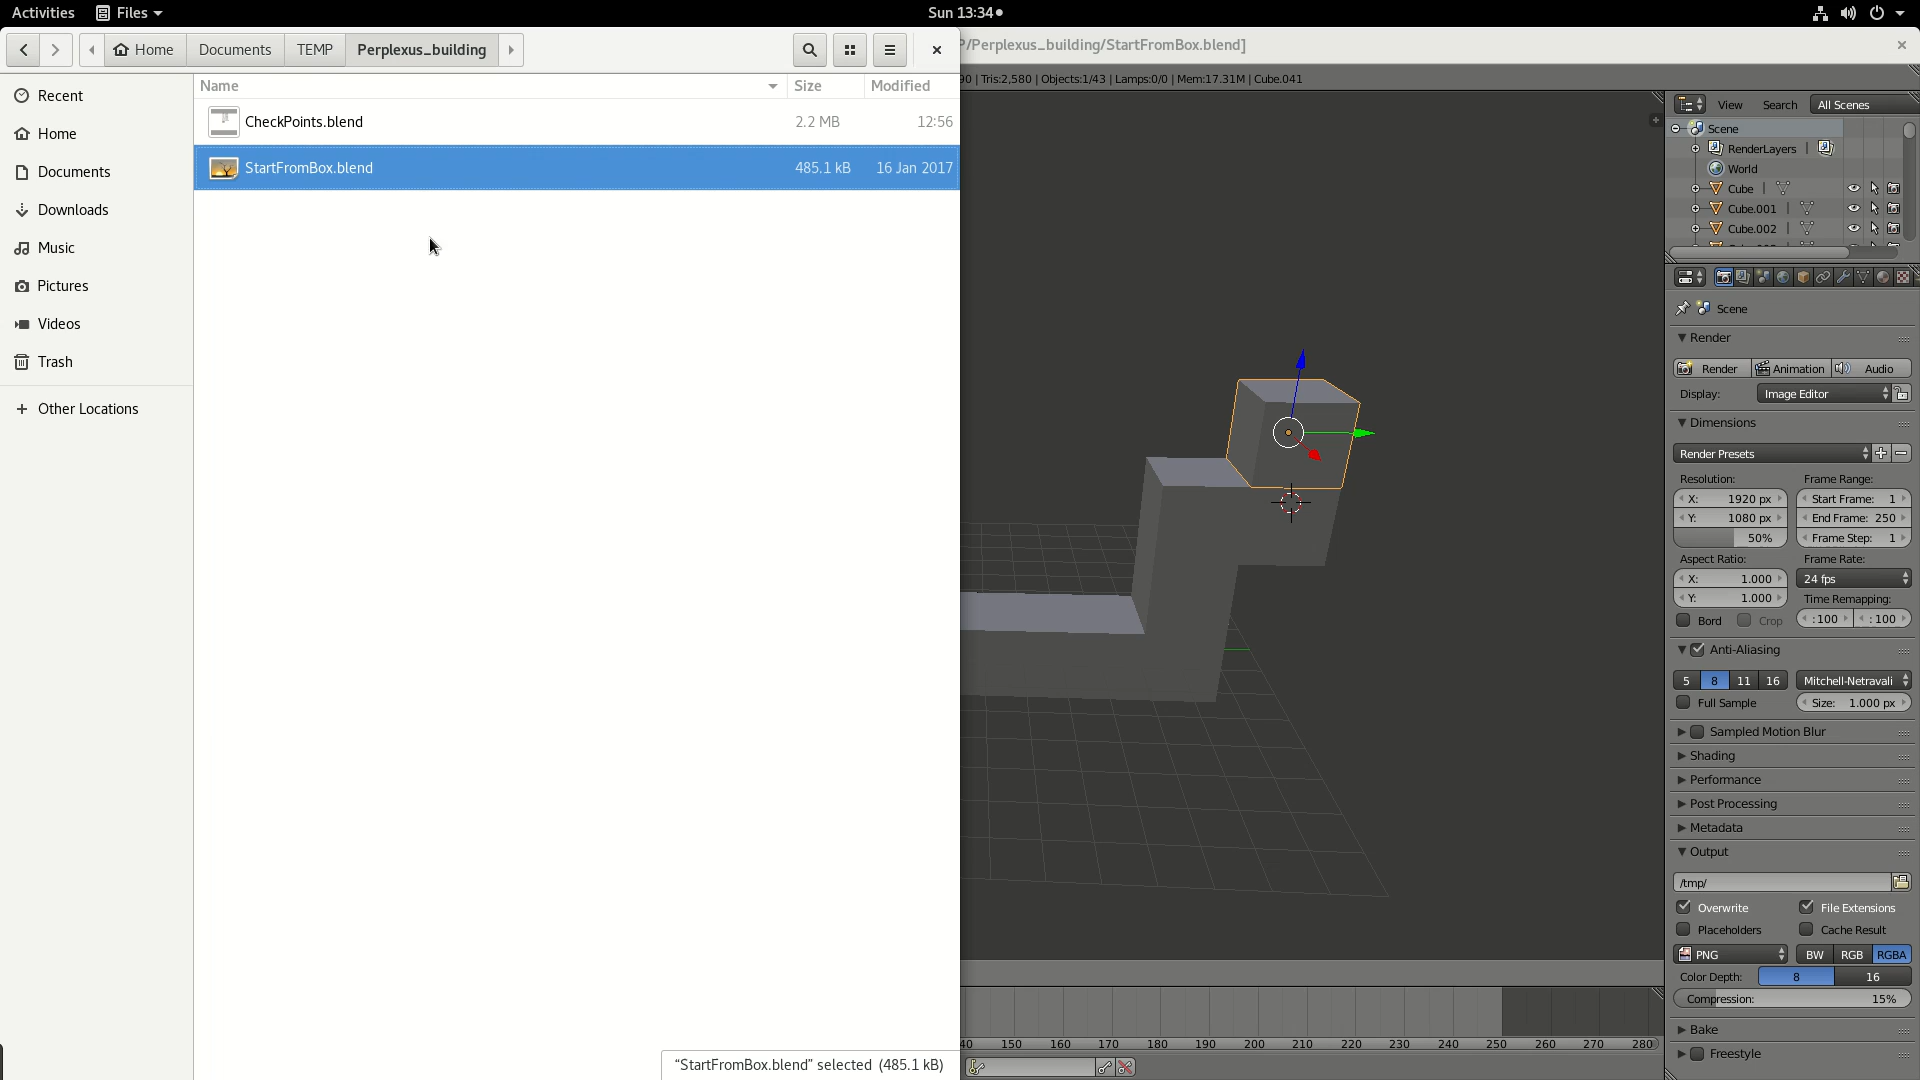 Activities Files Sun 13:34
Home Documents TEMP Perplexus_building
P/Perplexus_building/StartFromBox.blend]
90 | Tris:2,580 | Objects:1/43 | Lamps:0/0 | Mem:17.31M | Cube.041
Name Size Modified
CheckPoints.blend 2.2 MB 12:56
StartFromBox.blend 485.1 kB 16 Jan 2017
Recent
Home
Documents
Downloads
Music
Pictures
Videos
Trash
Other Locations
"StartFromBox.blend" selected (485.1 kB)
View Search All Scenes
Scene
RenderLayers |
World
Cube |
Cube.001 |
Cube.002 |
Scene
Render
Render Animation Audio
Display: Image Editor
Dimensions
Render Presets
Resolution: Frame Range:
X: 1920 px Start Frame: 1
Y: 1080 px End Frame: 250
50% Frame Step: 1
Aspect Ratio: Frame Rate:
X: 1.000 24 fps
Y: 1.000 Time Remapping:
Bord Crop :100 :100
Anti-Aliasing
5 8 11 16 Mitchell-Netravali
Full Sample Size: 1.000 px
Sampled Motion Blur
Shading
Performance
Post Processing
Metadata
Output
/tmp/
Overwrite File Extensions
Placeholders Cache Result
PNG BW RGB RGBA
Color Depth: 8 16
Compression: 15%
Bake
Freestyle
40 150 160 170 180 190 200 210 220 230 240 250 260 270 280